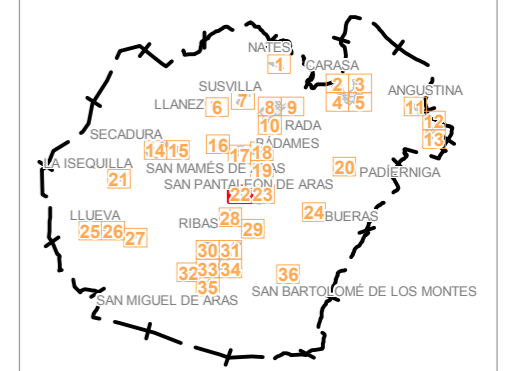 NATES
1
CARASA
2 3
SUSVILLA
ANGUSTINA
LLANEZ 6 7 8 9 4 5 11
10 RADA 12
SECADURA 13
14 15 16 BÁDAMES
17 18
LA ISEQUILLA SAN MAMÉS DE ARAS 20 PADÍERNIGA
19
21 SAN PANTALEÓN DE ARAS
22 23
LLUEVA RIBAS 28 24 BUERAS
25 26 27 29
30 31
32 33 34 36
35 SAN BARTOLOMÉ DE LOS MONTES
SAN MIGUEL DE ARAS